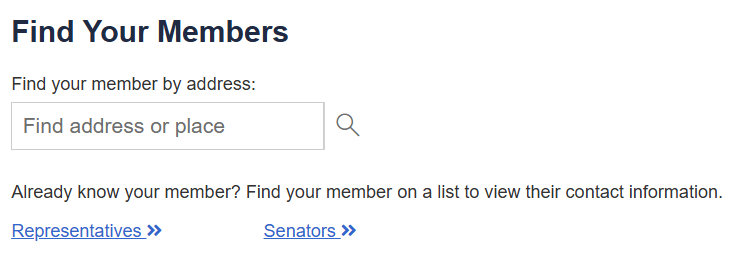 Find Your Members
Find your member by address:
Find address or place
Already know your member? Find your member on a list to view their contact information.
Representatives »
Senators »